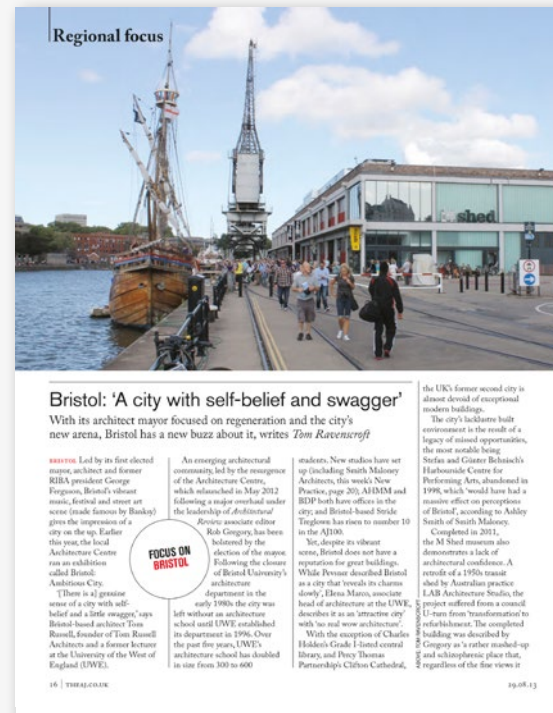 Regional focus
shed
Bristol: ‘A city with self-belief and swagger’
With its architect mayor focused on regeneration and the city’s
new arena, Bristol has a new buzz about it, writes Tom Ravenscroft
BRISTOL Led by its first elected
mayor, architect and former
RIBA president George
Ferguson, Bristol’s vibrant
music, festival and street art
scene (made famous by Banksy)
gives the impression of a
city on the up. Earlier
this year, the local
Architecture Centre
ran an exhibition
called Bristol:
Ambitious City.
‘[There is a] genuine
sense of a city with self-
belief and a little swagger,’ says
Bristol-based architect Tom
Russell, founder of Tom Russell
Architects and a former lecturer
at the University of the West of
England (UWE).
FOCUS ON
BRISTOL
An emerging architectural
community, led by the resurgence
of the Architecture Centre,
which relaunched in May 2012
following a major overhaul under
the leadership of Architectural
Review associate editor
Rob Gregory, has been
bolstered by the
election of the mayor.
Following the closure
of Bristol University’s
architecture
department in the
early 1980s the city was
left without an architecture
school until UWE established
its department in 1996. Over
the past five years, UWE’s
architecture school has doubled
in size from 300 to 600
students. New studios have set
up (including Smith Maloney
Architects, this week’s New
Practice, page 20); AHMM and
BDP both have offices in the
city; and Bristol-based Stride
Treglown has risen to number 10
in the AJ100.
Yet, despite its vibrant
scene, Bristol does not have a
reputation for great buildings.
While Pevsner described Bristol
as a city that ‘reveals its charms
slowly’, Elena Marco, associate
head of architecture at the UWE,
describes it as an ‘attractive city’
with ‘no real wow architecture’.
With the exception of Charles
Holden’s Grade I-listed central
library, and Percy Thomas
Partnership’s Clifton Cathedral,
the UK’s former second city is
almost devoid of exceptional
modern buildings.
The city’s lacklustre built
environment is the result of a
legacy of missed opportunities,
the most notable being
Stefan and Günter Behnisch’s
Harbourside Centre for
Performing Arts, abandoned in
1998, which ‘would have had a
massive effect on perceptions
of Bristol’, according to Ashley
Smith of Smith Maloney.
Completed in 2011,
the M Shed museum also
demonstrates a lack of
architectural confidence. A
retrofit of a 1950s transit
shed by Australian practice
LAB Architecture Studio, the
project suffered from a council
U-turn from ‘transformation’ to
refurbishment. The completed
building was described by
Gregory as ‘a rather mashed-up
and schizophrenic place that,
regardless of the fine views it
ABOVE: TOM RAVENSCROFT
16 | THEAJ.CO.UK
29.08.13